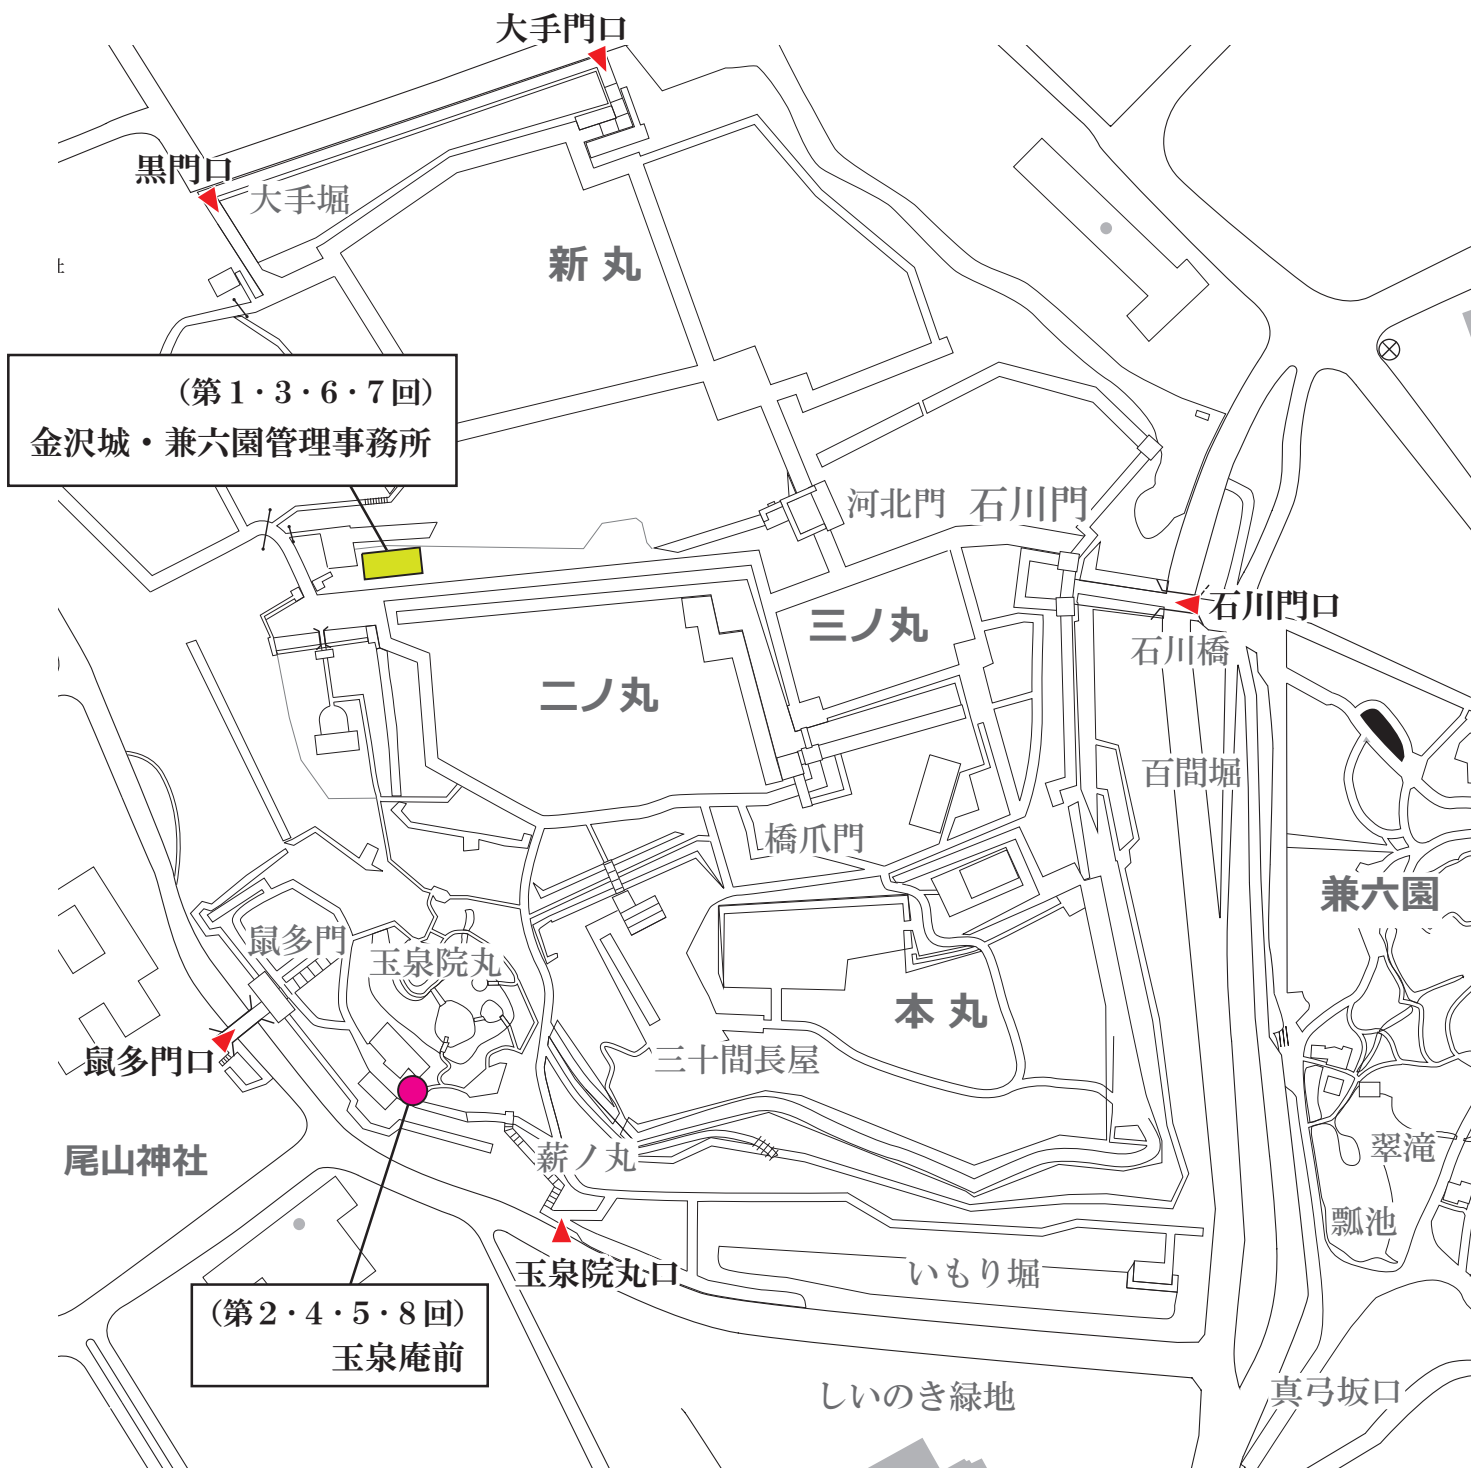 大手門口
黒門口
大手堀
新 丸
(第1・3・6・7回)
金沢城・兼六園管理事務所
河北門
石川門
三ノ丸
石川門口
石川橋
二ノ丸
百間堀
橋爪門
兼六園
鼠多門
玉泉院丸
本 丸
鼠多門口
三十間長屋
尾山神社
薪ノ丸
翠滝
瓢池
玉泉院丸口
いもり堀
(第2・4・5・8回)
玉泉庵前
しいのき緑地
真弓坂口